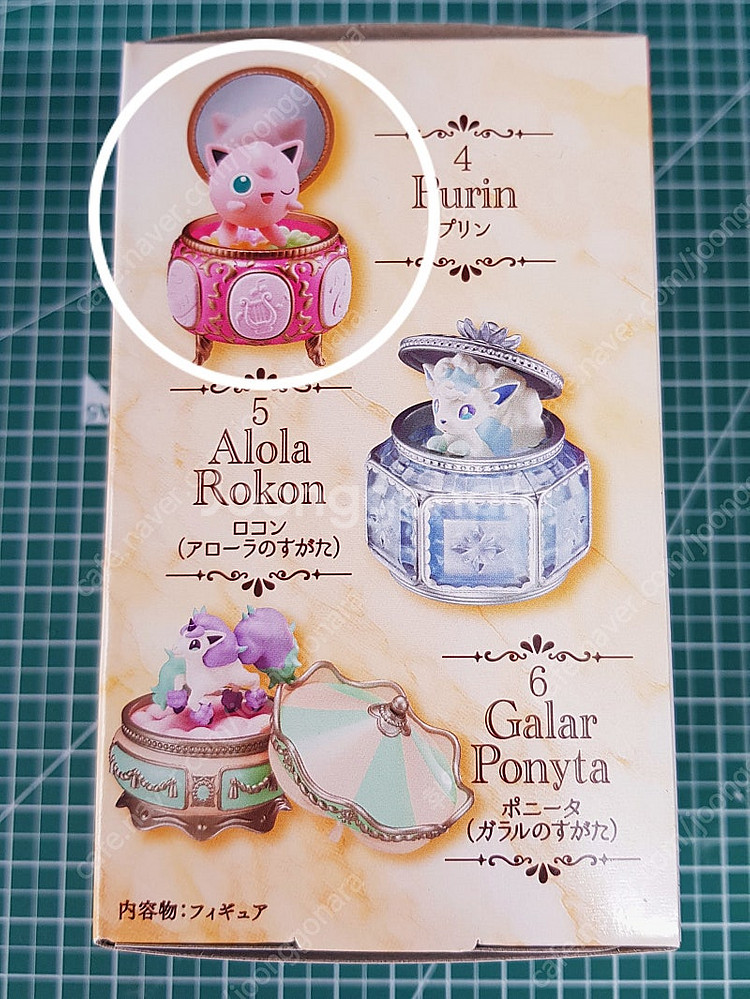 4
Purin
プリン
5
Alola
Rokon
ロコン
(アローラのすがた)
6
Galar
Ponyta
ポニータ
(ガラルのすがた)
内容物:フィギュア